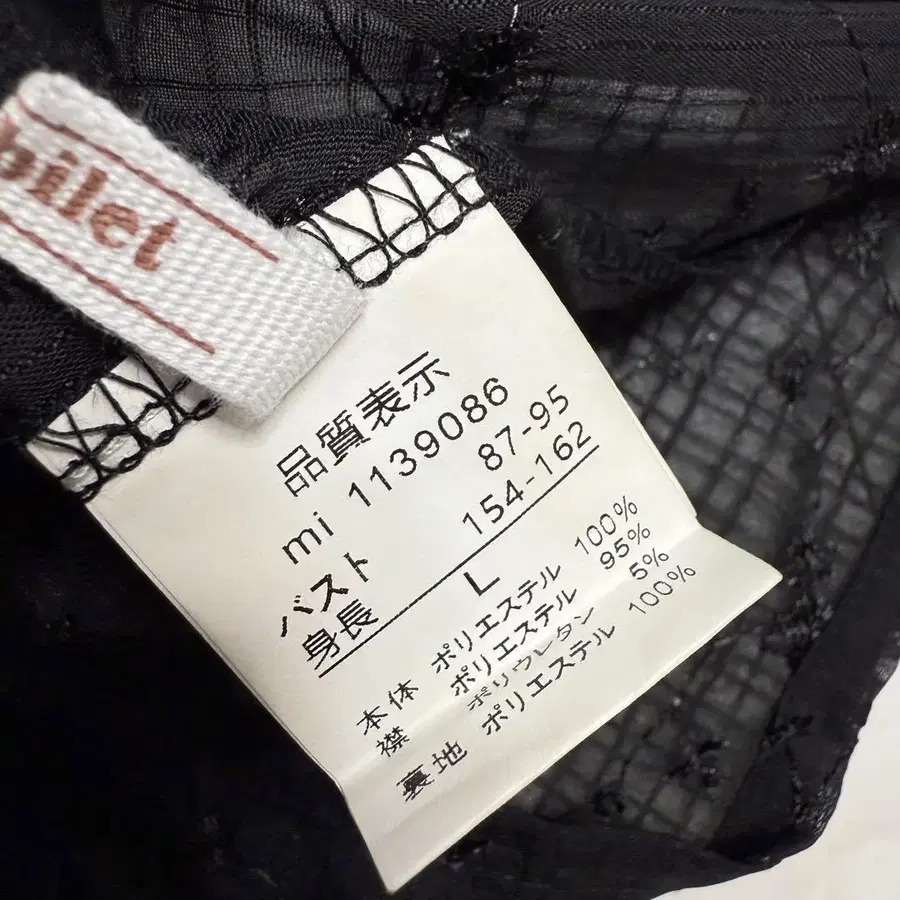 bilet
品質表示
mi 1139086
バスト 87-95
身長 154-162
L
本体 ポリエステル 100%
襟 ポリエステル 95%
ポリウレタン 5%
裏地 ポリエステル 100%